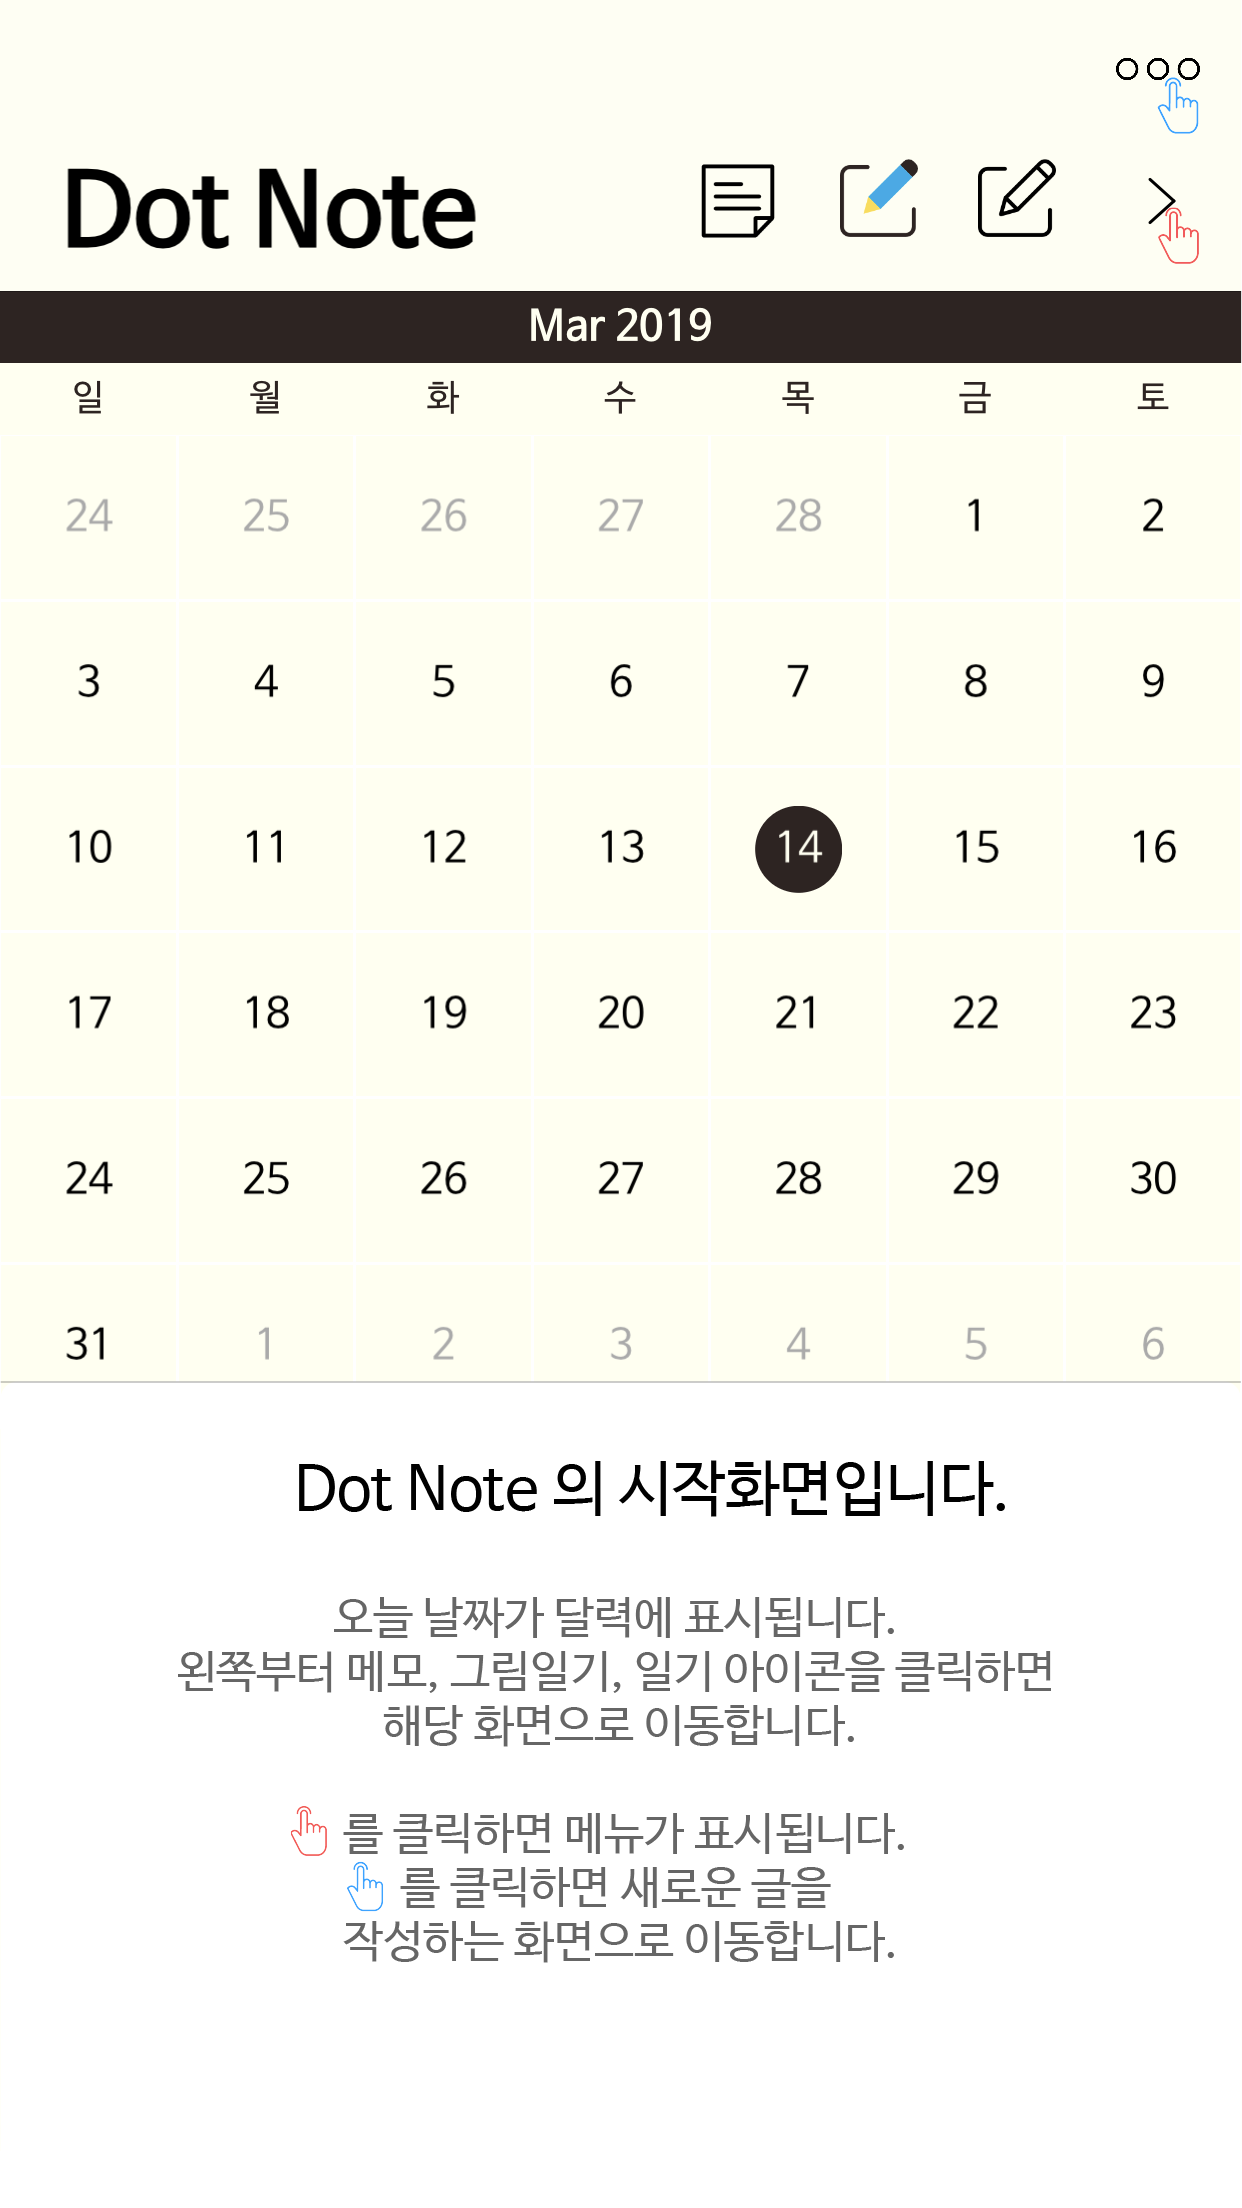 Dot Note
Mar 2019
일 월 화 수 목 금 토
24 25 26 27 28 1 2
3 4 5 6 7 8 9
10 11 12 13 14 15 16
17 18 19 20 21 22 23
24 25 26 27 28 29 30
31 1 2 3 4 5 6
Dot Note 의 시작화면입니다.
오늘 날짜가 달력에 표시됩니다.
왼쪽부터 메모, 그림일기, 일기 아이콘을 클릭하면
해당 화면으로 이동합니다.
를 클릭하면 메뉴가 표시됩니다.
를 클릭하면 새로운 글을
작성하는 화면으로 이동합니다.